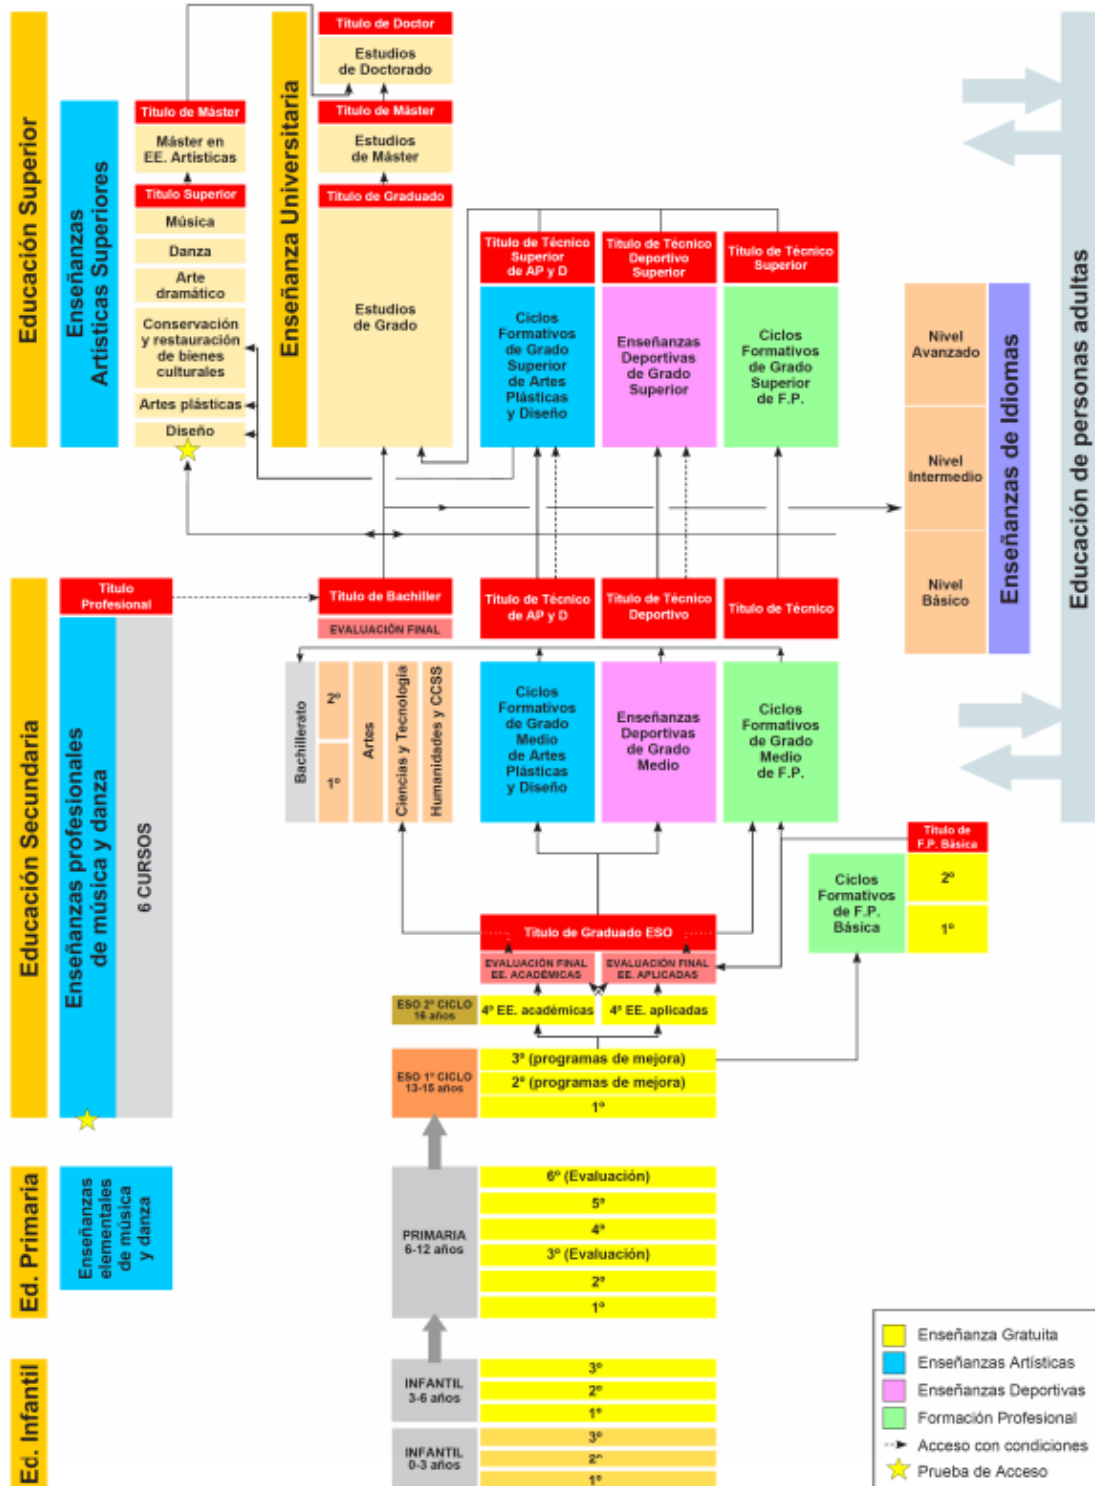 Educación Superior
Enseñanzas
Artísticas Superiores
Título de Máster
Máster en
EE. Artísticas
Título Superior
Música
Danza
Arte
dramático
Conservación
y restauración
de bienes
culturales
Artes plásticas
Diseño
Enseñanza Universitaria
Título de Doctor
Estudios
de Doctorado
Título de Máster
Estudios
de Máster
Título de Graduado
Estudios
de Grado
Título de Técnico
Superior
de AP y D
Ciclos
Formativos
de Grado
Superior
de Artes
Plásticas
y Diseño
Título de Técnico
Deportivo
Superior
Enseñanzas
Deportivas
de Grado
Superior
Título de Técnico
Superior
Ciclos
Formativos
de Grado
Superior
de F.P.
Nivel
Avanzado
Nivel
Intermedio
Nivel
Básico
Enseñanzas de Idiomas
Educación de personas adultas
Educación Secundaria
Título
Profesional
Enseñanzas profesionales
de música y danza
6 CURSOS
Título de Bachiller
EVALUACIÓN FINAL
Bachillerato
2º
1º
Artes
Ciencias y Tecnología
Humanidades y CCSS
Título de Técnico
de AP y D
Ciclos
Formativos
de Grado
Medio
de Artes
Plásticas
y Diseño
Título de Técnico
Deportivo
Enseñanzas
Deportivas
de Grado
Medio
Título de Técnico
Ciclos
Formativos
de Grado
Medio
de F.P.
Título de
F.P. Básica
Ciclos
Formativos
de F.P.
Básica
2º
1º
Título de Graduado ESO
EVALUACIÓN FINAL
EE. ACADÉMICAS
EVALUACIÓN FINAL
EE. APLICADAS
ESO 2º CICLO
16 años
4º EE. académicas
4º EE. aplicadas
ESO 1º CICLO
13-15 años
3º (programas de mejora)
2º (programas de mejora)
1º
Ed. Primaria
Enseñanzas
elementales
de música
y danza
PRIMARIA
6-12 años
6º (Evaluación)
5º
4º
3º (Evaluación)
2º
1º
Ed. Infantil
INFANTIL
3-6 años
3º
2º
1º
INFANTIL
0-3 años
3º
2º
1º
Enseñanza Gratuita
Enseñanzas Artísticas
Enseñanzas Deportivas
Formación Profesional
Acceso con condiciones
Prueba de Acceso